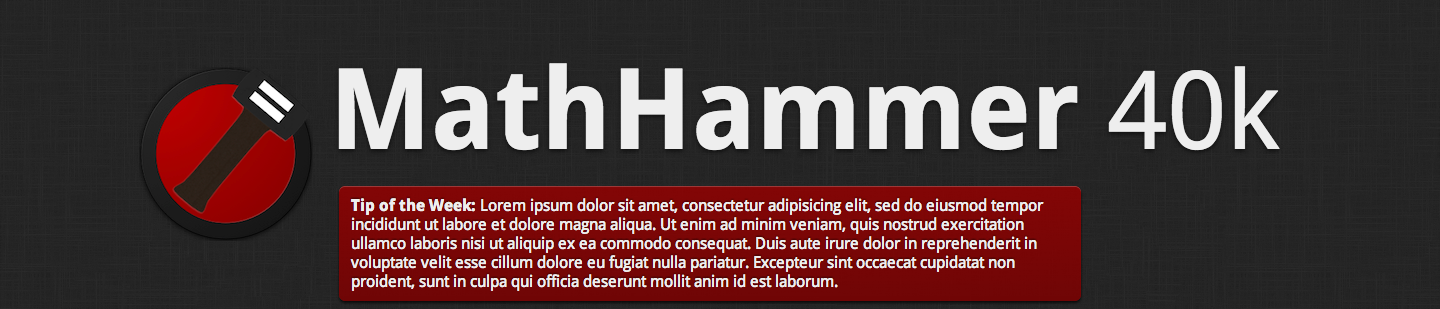 MathHammer 40k
Tip of the Week: Lorem ipsum dolor sit amet, consectetur adipisicing elit, sed do eiusmod tempor
incididunt ut labore et dolore magna aliqua. Ut enim ad minim veniam, quis nostrud exercitation
ullamco laboris nisi ut aliquip ex ea commodo consequat. Duis aute irure dolor in reprehenderit in
voluptate velit esse cillum dolore eu fugiat nulla pariatur. Excepteur sint occaecat cupidatat non
proident, sunt in culpa qui officia deserunt mollit anim id est laborum.